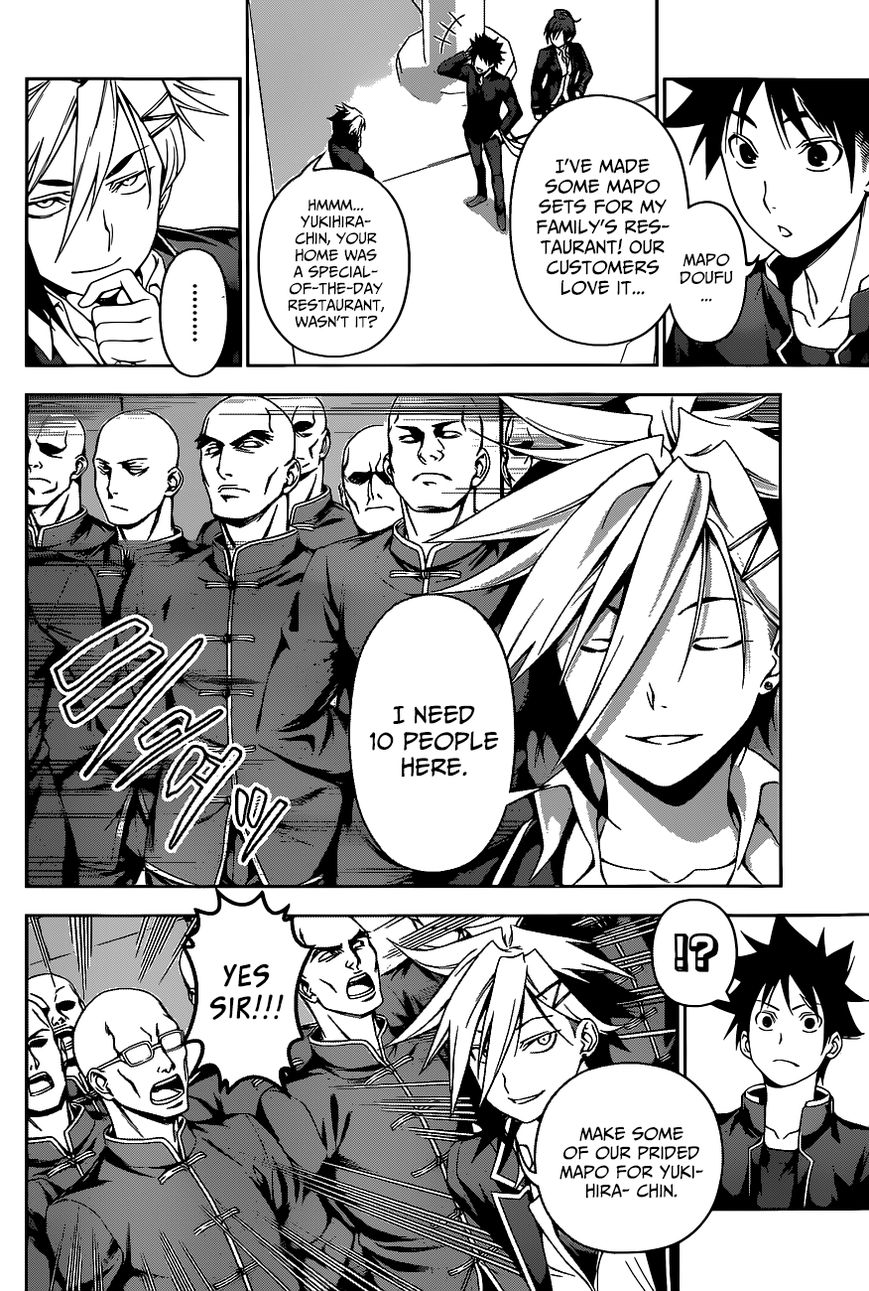 MAPO
DOUFU
...
I'VE MADE
SOME MAPO
SETS FOR MY
FAMILY'S RES-
TAURANT! OUR
CUSTOMERS
LOVE IT...
HMMM...
YUKIHIRA-
CHIN, YOUR
HOME WAS
A SPECIAL-
OF-THE-DAY
RESTAURANT,
WASN'T IT?
.........
I NEED
10 PEOPLE
HERE.
!?
YES
SIR!!!
MAKE SOME
OF OUR PRIDED
MAPO FOR YUKI-
HIRA- CHIN.